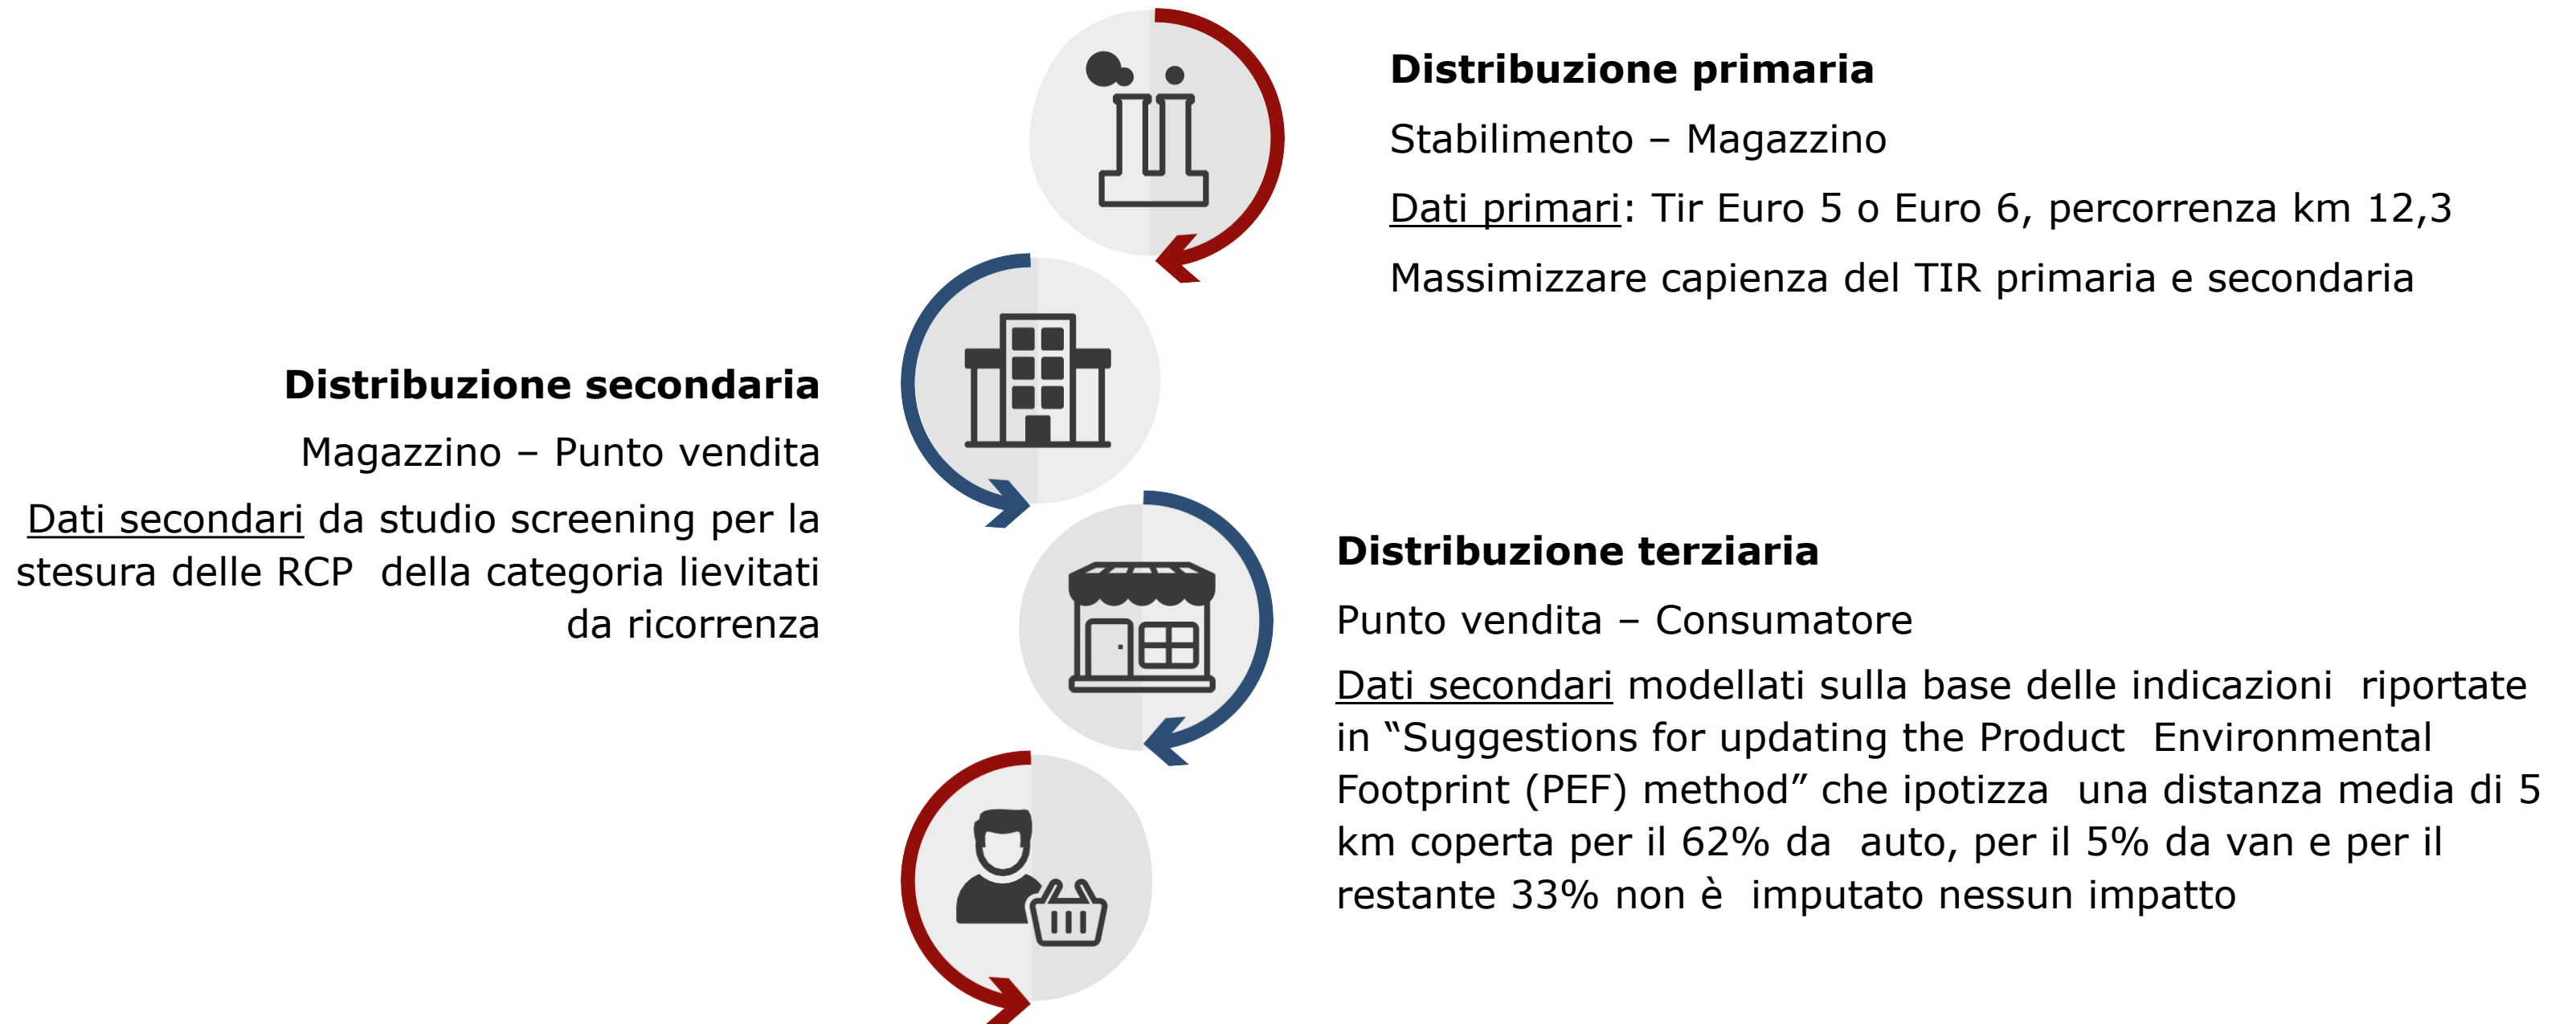 Distribuzione primaria
Stabilimento – Magazzino
Dati primari: Tir Euro 5 o Euro 6, percorrenza km 12,3
Massimizzare capienza del TIR primaria e secondaria
Distribuzione secondaria
Magazzino – Punto vendita
Dati secondari da studio screening per la
stesura delle RCP della categoria lievitati
da ricorrenza
Distribuzione terziaria
Punto vendita – Consumatore
Dati secondari modellati sulla base delle indicazioni riportate
in “Suggestions for updating the Product Environmental
Footprint (PEF) method” che ipotizza una distanza media di 5
km coperta per il 62% da auto, per il 5% da van e per il
restante 33% non è imputato nessun impatto